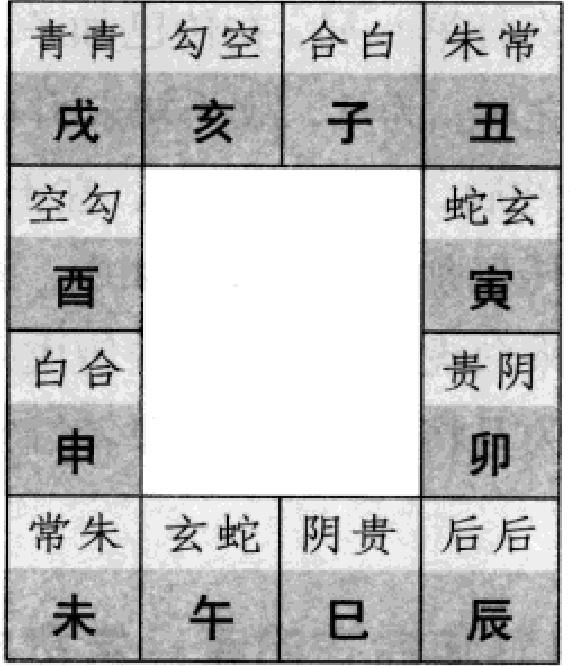 青青 勾空 合白 朱常
戌 亥 子 丑
空勾 蛇玄
酉 寅
白合 贵阴
申 卯
常朱 玄蛇 阴贵 后后
未 午 巳 辰